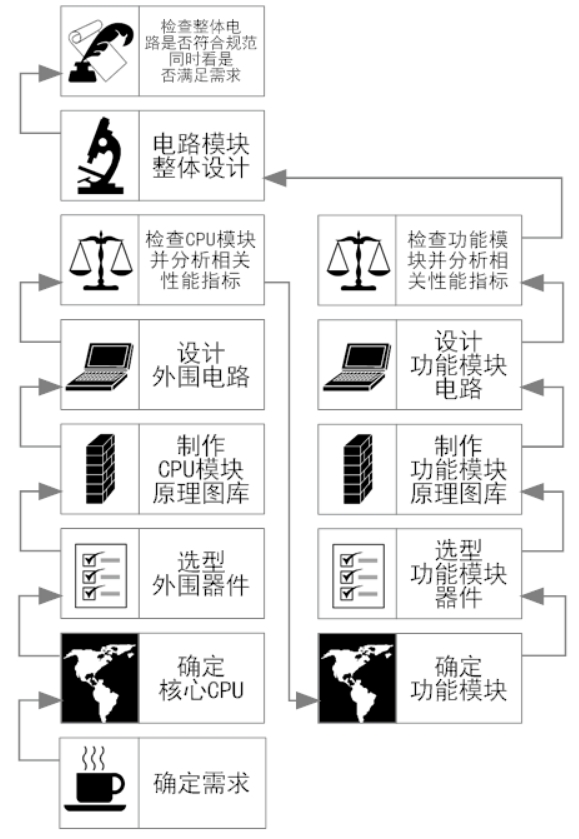 检查整体电
路是否符合规范
同时看是
否满足需求
电路模块
整体设计
检查CPU模块
并分析相关
性能指标
检查功能模
块并分析相
关性能指标
设计
外围电路
设计
功能模块
电路
制作
CPU模块
原理图库
制作
功能模块
原理图库
选型
外围器件
选型
功能模块
器件
确定
核心CPU
确定
功能模块
确定需求